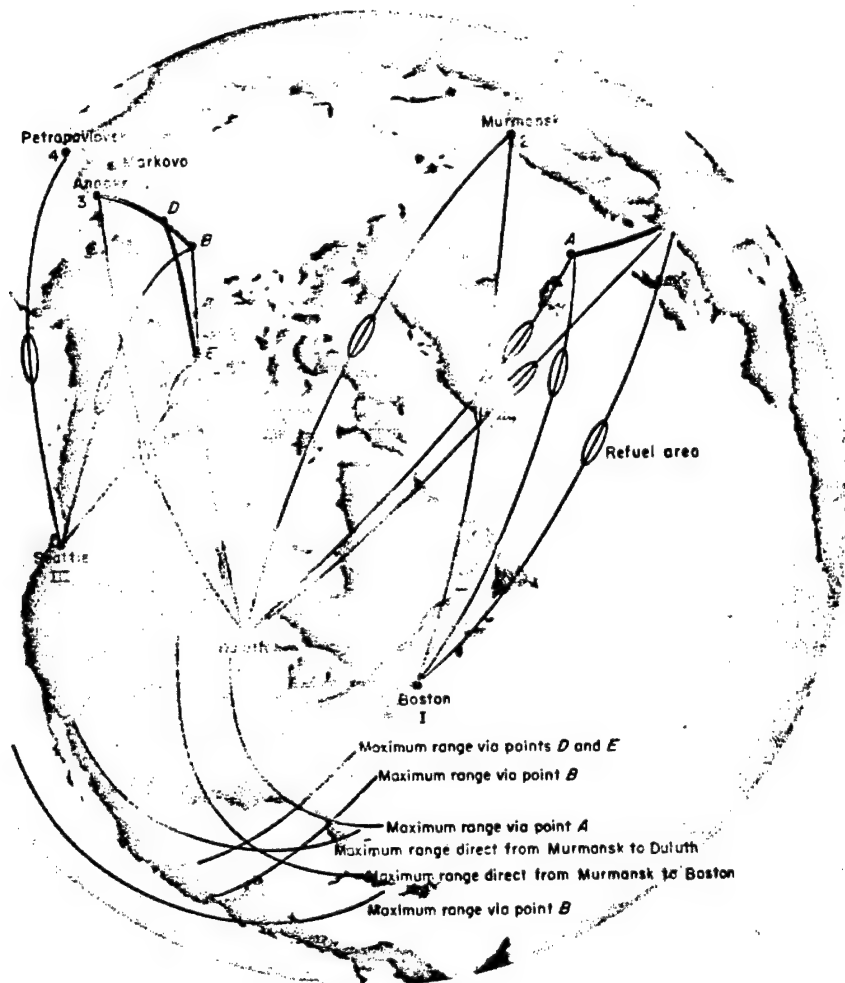 Murmansk
2
Petropavlovsk
4
Markovo
3
D
B
A
E
Refuel area
Seattle
III
Duluth
Boston
I
Maximum range via points D and E
Maximum range via point B
Maximum range via point A
Maximum range direct from Murmansk to Duluth
Maximum range direct from Murmansk to Boston
Maximum range via point B